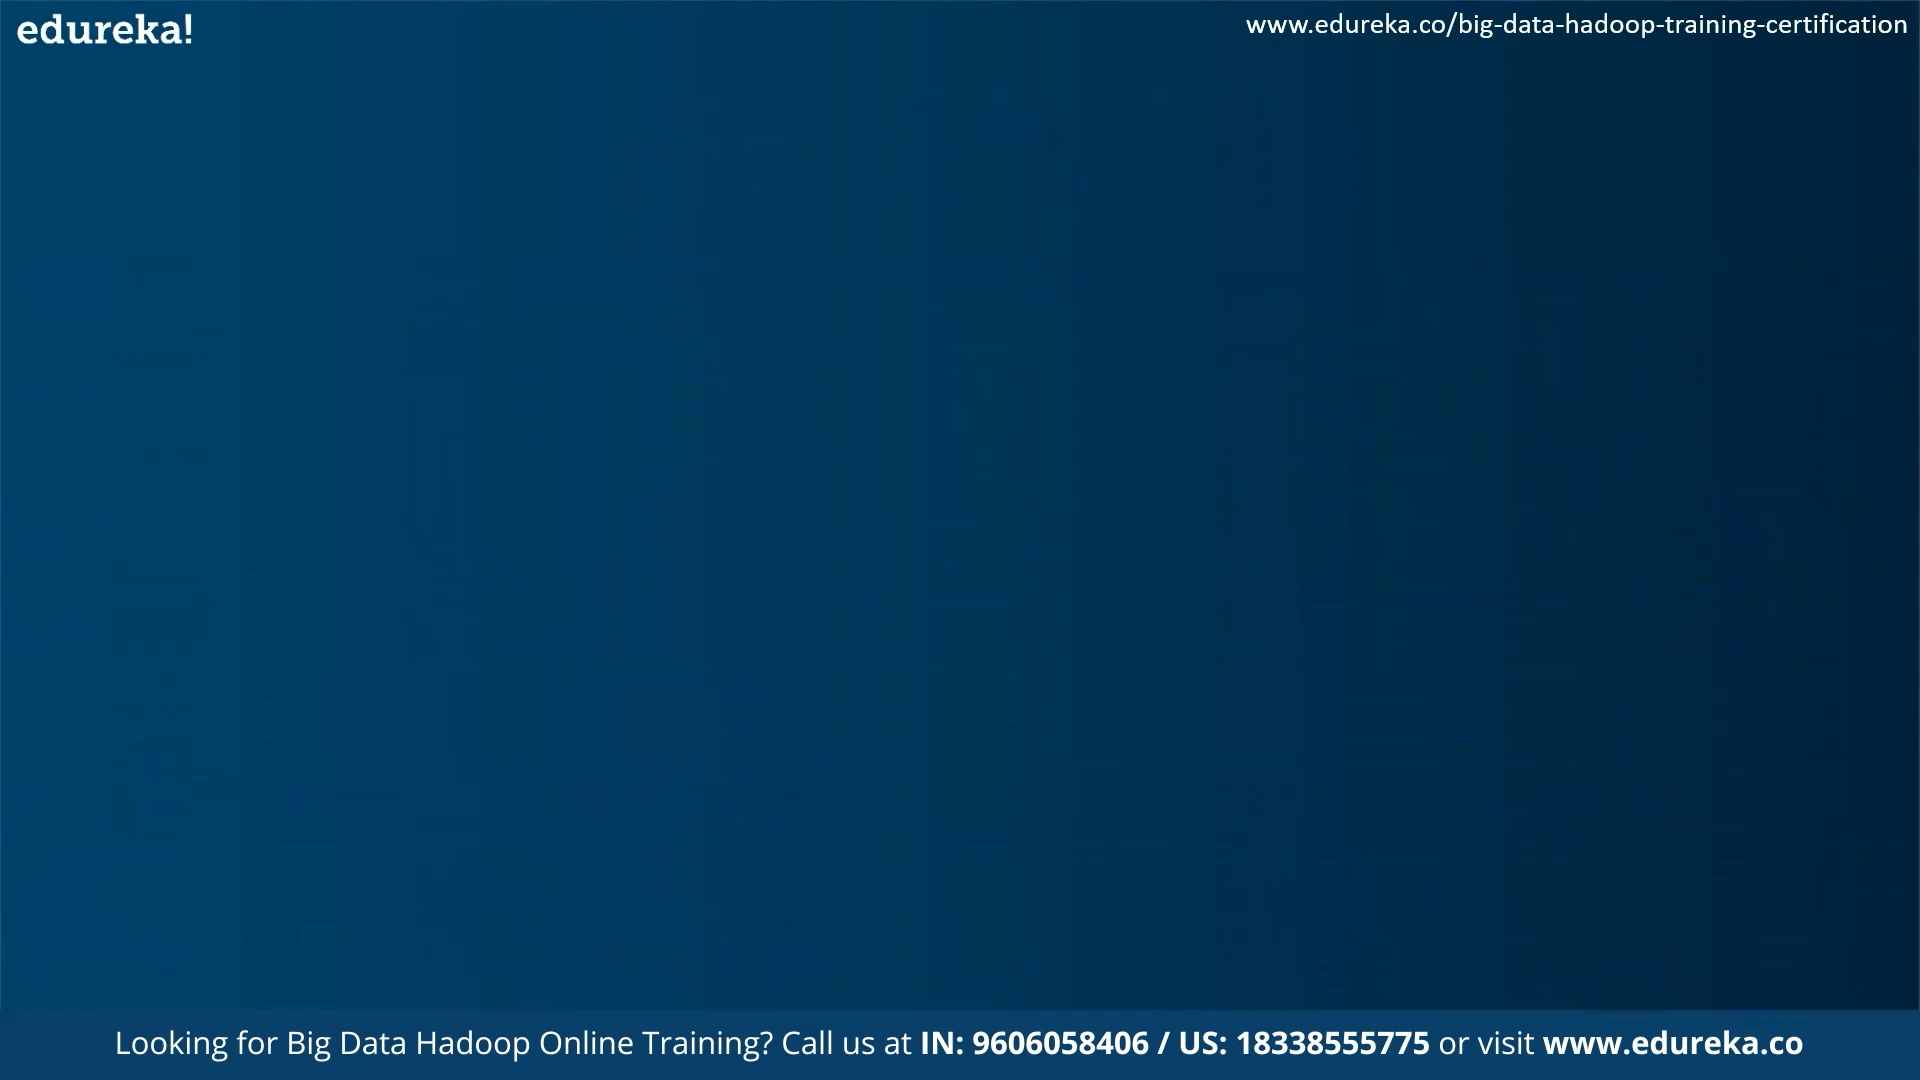 edureka!
www.edureka.co/big-data-hadoop-training-certification
Looking for Big Data Hadoop Online Training? Call us at IN: 9606058406 / US: 18338555775 or visit www.edureka.co